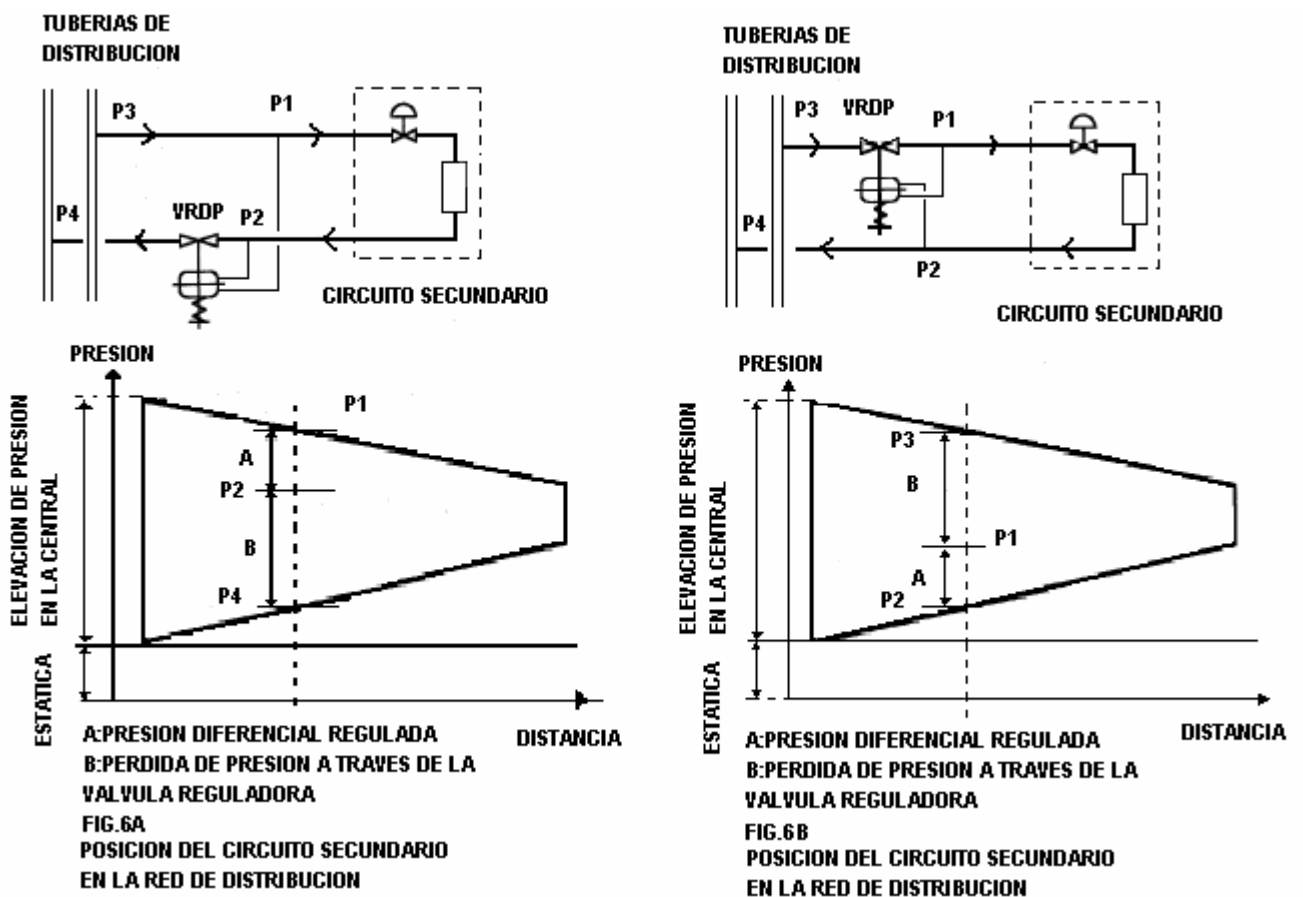 TUBERIAS DE
DISTRIBUCION
P3
P1
P4
VRDP
P2
CIRCUITO SECUNDARIO
PRESION
ELEVACION DE PRESION
EN LA CENTRAL
ESTATICA
P1
A
P2
B
P4
DISTANCIA
A:PRESION DIFERENCIAL REGULADA
B:PERDIDA DE PRESION A TRAVES DE LA
VALVULA REGULADORA
FIG.6A
POSICION DEL CIRCUITO SECUNDARIO
EN LA RED DE DISTRIBUCION
TUBERIAS DE
DISTRIBUCION
P3
VRDP
P1
P4
P2
CIRCUITO SECUNDARIO
PRESION
ELEVACION DE PRESION
EN LA CENTRAL
ESTATICA
P3
B
P1
A
P2
DISTANCIA
A:PRESION DIFERENCIAL REGULADA
B:PERDIDA DE PRESION A TRAVES DE LA
VALVULA REGULADORA
FIG.6B
POSICION DEL CIRCUITO SECUNDARIO
EN LA RED DE DISTRIBUCION